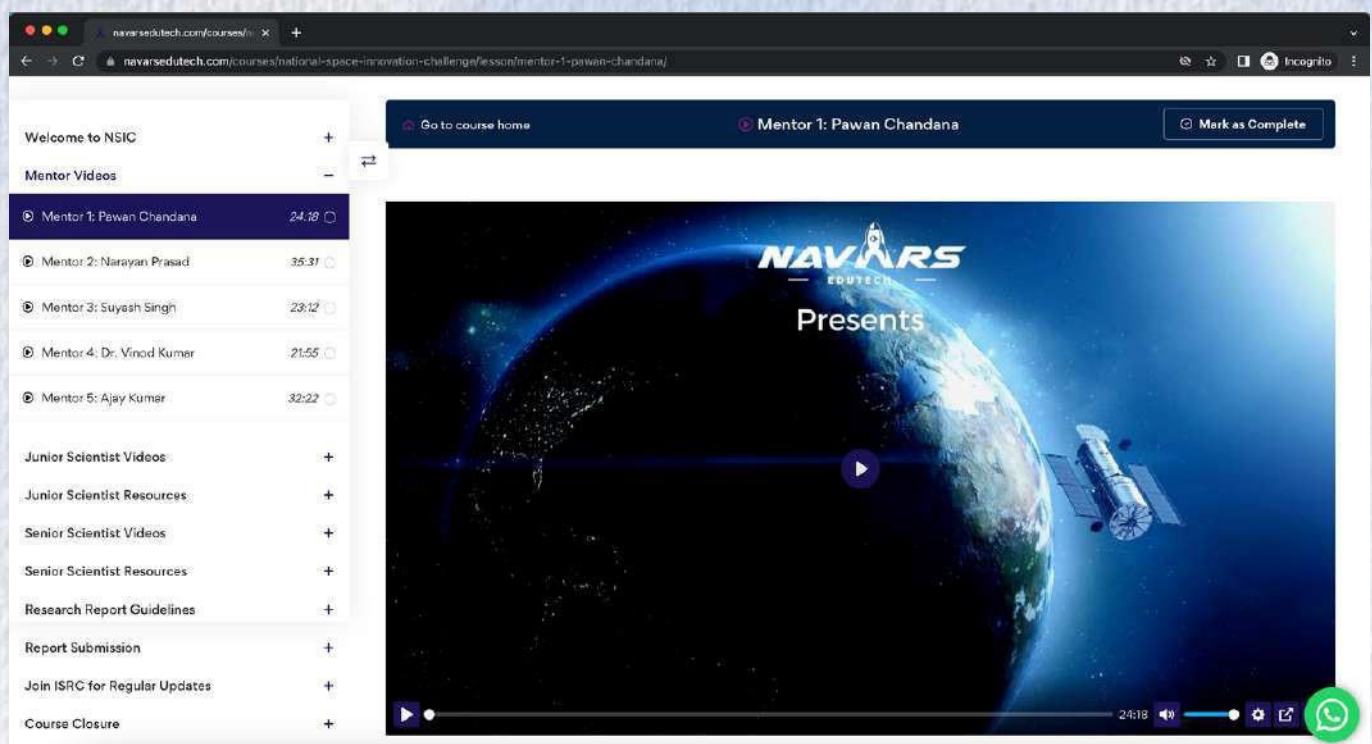 navarsedutech.com/courses/n
navarsedutech.com/courses/national-space-innovation-challenge/lesson/mentor-1-pawan-chandana/
Incognito
Welcome to NSIC +
Mentor Videos −
Mentor 1: Pawan Chandana 24:18
Mentor 2: Narayan Prasad 35:31
Mentor 3: Suyash Singh 23:12
Mentor 4: Dr. Vinod Kumar 21:55
Mentor 5: Ajay Kumar 32:22
Junior Scientist Videos +
Junior Scientist Resources +
Senior Scientist Videos +
Senior Scientist Resources +
Research Report Guidelines +
Report Submission +
Join ISRC for Regular Updates +
Course Closure +
Go to course home
Mentor 1: Pawan Chandana
Mark as Complete
NAVARS
EDUTECH
Presents
24:18